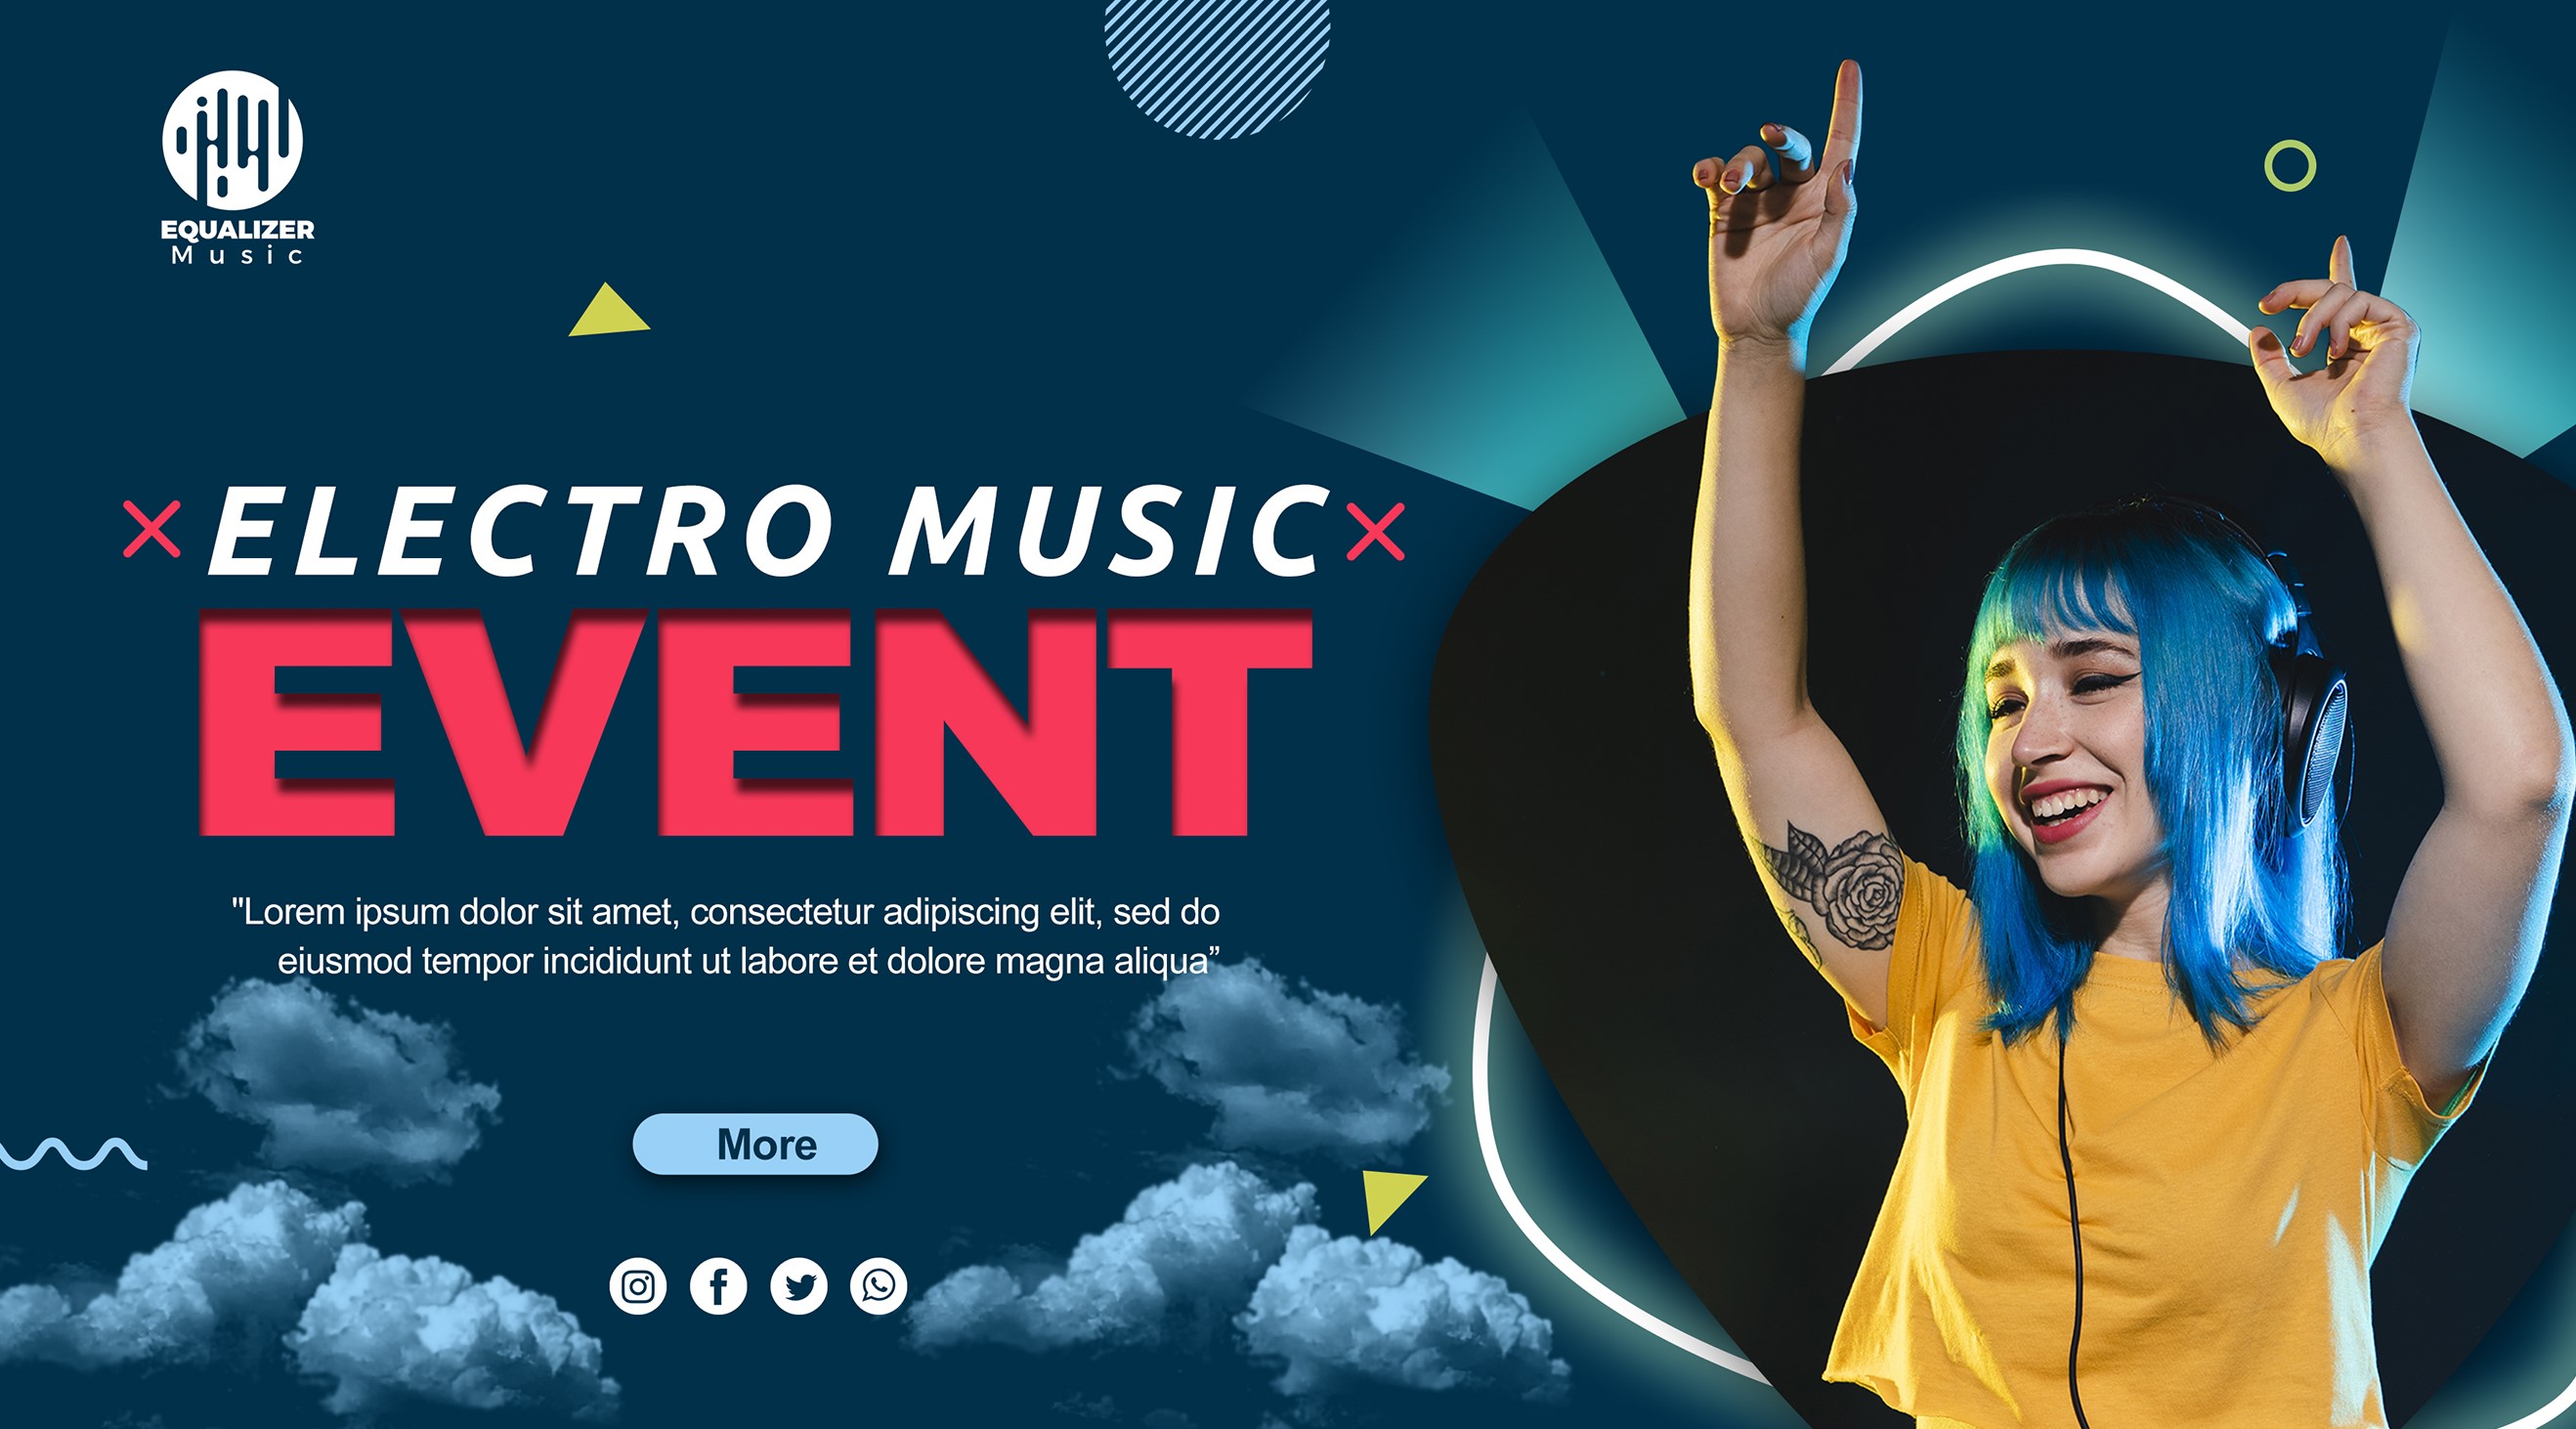 EQUALIZER
Music
ELECTRO MUSIC
EVENT
"Lorem ipsum dolor sit amet, consectetur adipiscing elit, sed do
eiusmod tempor incididunt ut labore et dolore magna aliqua”
More